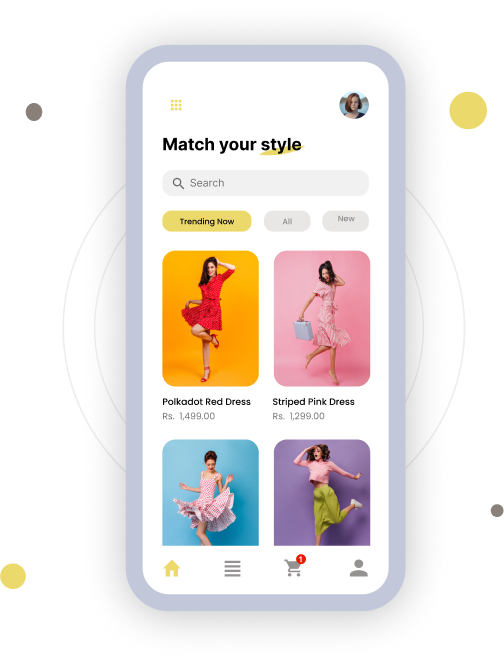 Match your style
Search
Trending Now
All
New
Polkadot Red Dress
Striped Pink Dress
Rs. 1,499.00
Rs. 1,299.00
1